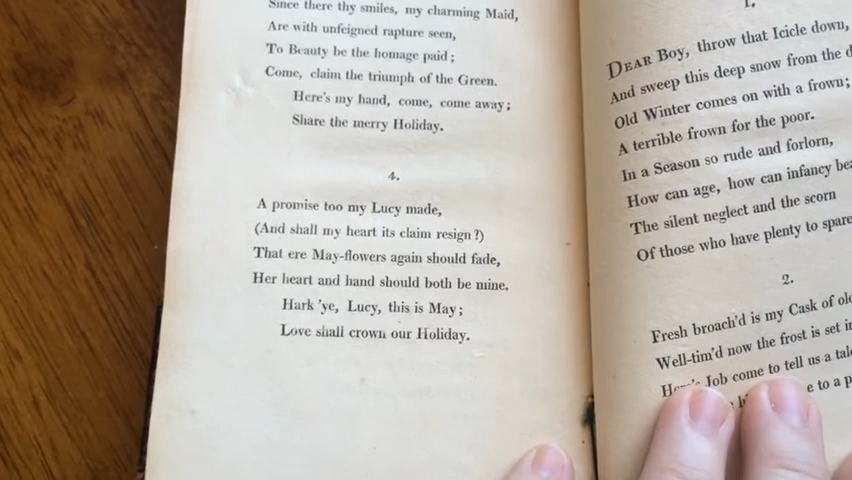 Since there thy smiles, my charming Maid,
Are with unfeigned rapture seen,
To Beauty be the homage paid;
Come, claim the triumph of the Green.
Here's my hand, come, come away;
Share the merry Holiday.
4.
A promise too my Lucy made,
(And shall my heart its claim resign?)
That ere May-flowers again should fade,
Her heart and hand should both be mine.
Hark 'ye, Lucy, this is May;
Love shall crown our Holiday.
1.
DEAR Boy, throw that Icicle down,
And sweep this deep snow from the
Old Winter comes on with a frown;
A terrible frown for the poor.
In a Season so rude and forlorn,
How can age, how can infancy
The silent neglect and the scorn
Of those who have plenty to spare
2.
Fresh broach'd is my Cask of
Well-tim'd now the frost is set
Here's Job come to tell us a
to a